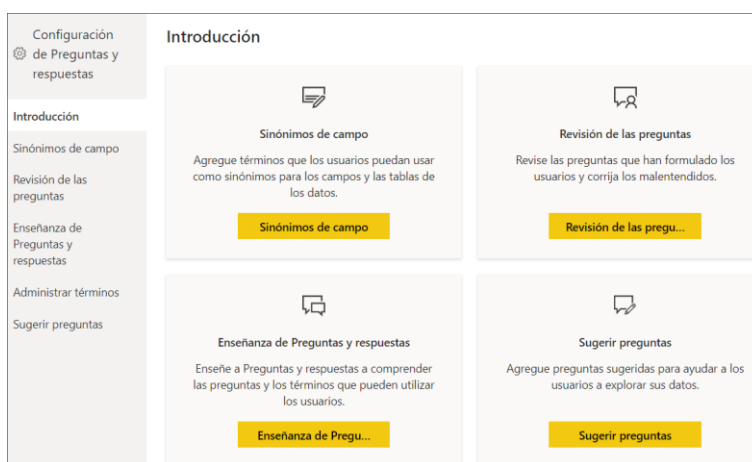 Configuración
de Preguntas y
respuestas
Introducción
Sinónimos de campo
Revisión de las
preguntas
Enseñanza de
Preguntas y
respuestas
Administrar términos
Sugerir preguntas
Introducción
Sinónimos de campo
Agregue términos que los usuarios puedan usar
como sinónimos para los campos y las tablas de
los datos.
Sinónimos de campo
Revisión de las preguntas
Revise las preguntas que han formulado los
usuarios y corrija los malentendidos.
Revisión de las pregu...
Enseñanza de Preguntas y respuestas
Enseñe a Preguntas y respuestas a comprender
las preguntas y los términos que pueden utilizar
los usuarios.
Enseñanza de Pregu...
Sugerir preguntas
Agregue preguntas sugeridas para ayudar a los
usuarios a explorar sus datos.
Sugerir preguntas